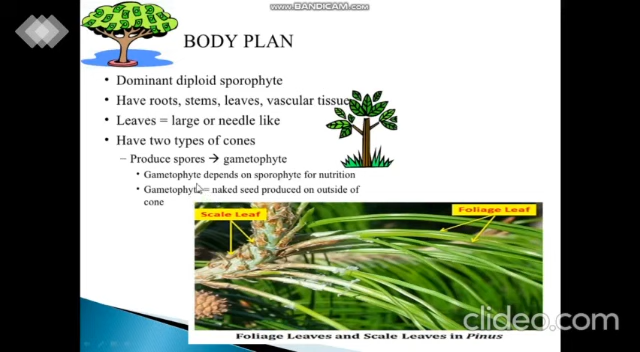 www.BANDICAM.com
BODY PLAN
• Dominant diploid sporophyte
• Have roots, stems, leaves, vascular tissue
• Leaves = large or needle like
• Have two types of cones
– Produce spores → gametophyte
• Gametophyte depends on sporophyte for nutrition
• Gametophyte = naked seed produced on outside of
cone
Scale Leaf
Foliage Leaf
clideo.com
Foliage Leaves and Scale Leaves in Pinus